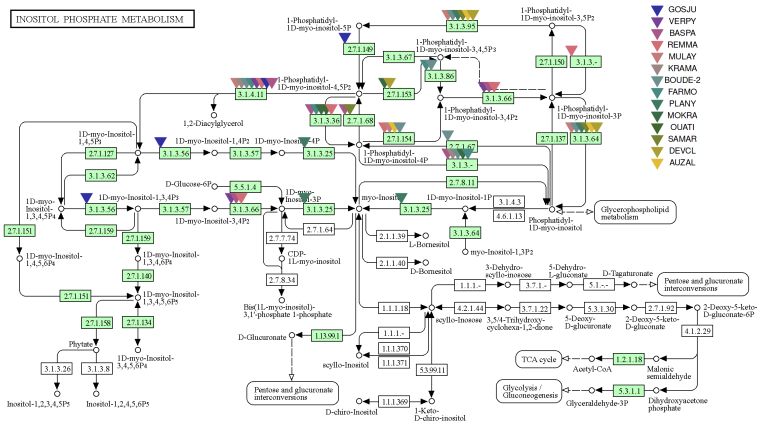 INOSITOL PHOSPHATE METABOLISM
GOSJU
VERPY
BASPA
REMMA
MULAY
KRAMA
BOUDE-2
FARMO
PLANY
MOKRA
OUATI
SAMAR
DEVCL
AUZAL
1-Phosphatidyl-
1D-myo-inositol-
5P
3.1.3.95
1-Phosphatidyl-
1D-myo-inositol-3,5P2
2.7.1.149
3.1.3.67
1-Phosphatidyl-
1D-myo-inositol-3,4,5P3
2.7.1.150
3.1.3.-
3.1.3.86
3.1.4.11
1-Phosphatidyl-
1D-myo-inositol-
4,5P2
2.7.1.153
3.1.3.66
1-Phosphatidyl-
1D-myo-inositol-3,4P2
1-Phosphatidyl-
1D-myo-inositol-3P
1,2-Diacylglycerol
3.1.3.36
2.7.1.68
2.7.1.154
2.7.1.67
2.7.1.137
3.1.3.64
1D-myo-Inositol-
1,4,5P3
1D-myo-Inositol-1,4P2
1D-myo-Inositol-4P
1-Phosphatidyl-
1D-myo-inositol-4P
2.7.1.127
3.1.3.56
3.1.3.57
3.1.3.25
3.1.3.-
3.1.3.62
2.7.8.11
D-Glucose-6P
5.5.1.4
1D-myo-Inositol-
1,3,4,5P4
1D-myo-Inositol-1,3,4P3
1D-myo-
Inositol-3P
myo-Inositol
myo-Inositol-1P
3.1.4.3
4.6.1.13
3.1.3.56
3.1.3.57
3.1.3.66
3.1.3.25
3.1.3.25
Phosphatidyl-
1D-myo-inositol
Glycerophospholipid
metabolism
1D-myo-Inositol-3,4P2
2.7.1.151
2.7.1.159
2.7.1.159
2.7.7.74
2.7.1.64
2.1.1.39
L-Bornesitol
3.1.3.64
myo-Inositol-1,3P2
1D-myo-Inositol-
1,4,5,6P4
1D-myo-Inositol-
1,3,4,6P4
CDP-
1L-myo-inositol
2.1.1.40
D-Bornesitol
2.7.1.140
2.7.8.34
2.7.1.151
1D-myo-Inositol-
1,3,4,5,6P5
Bis(1L-myo-inositol)-
3,1'-phosphate 1-phosphate
3-Dehydro-
scyllo-inosose
5-Dehydro-
L-gluconate
D-Tagaturonate
1.1.1.-
3.7.1.-
5.1.-.-
Pentose and glucuronate
interconversions
1.1.1.18
4.2.1.44
3.7.1.22
5.3.1.30
2.7.1.92
2-Deoxy-5-keto-
D-gluconate-6P
scyllo-Inosose
3,5/4-Trihydroxy-
cyclohexa-1,2-dione
5-Deoxy-
D-glucuronate
2-Deoxy-5-keto-
D-gluconate
4.1.2.29
2.7.1.158
2.7.1.134
D-Glucuronate
1.13.99.1
1.1.1.-
1.1.1.370
1.1.1.371
scyllo-Inositol
Phytate
1D-myo-Inositol-
3,4,5,6P4
TCA cycle
Acetyl-CoA
1.2.1.18
Malonic
semialdehyde
3.1.3.26
3.1.3.8
5.3.99.11
Glycolysis /
Gluconeogenesis
Glyceraldehyde-3P
5.3.1.1
Dihydroxyacetone
phosphate
Pentose and glucuronate
interconversions
Inositol-1,2,3,4,5P5
Inositol-1,2,4,5,6P5
D-chiro-Inositol
1.1.1.369
1-Keto-
D-chiro-inositol